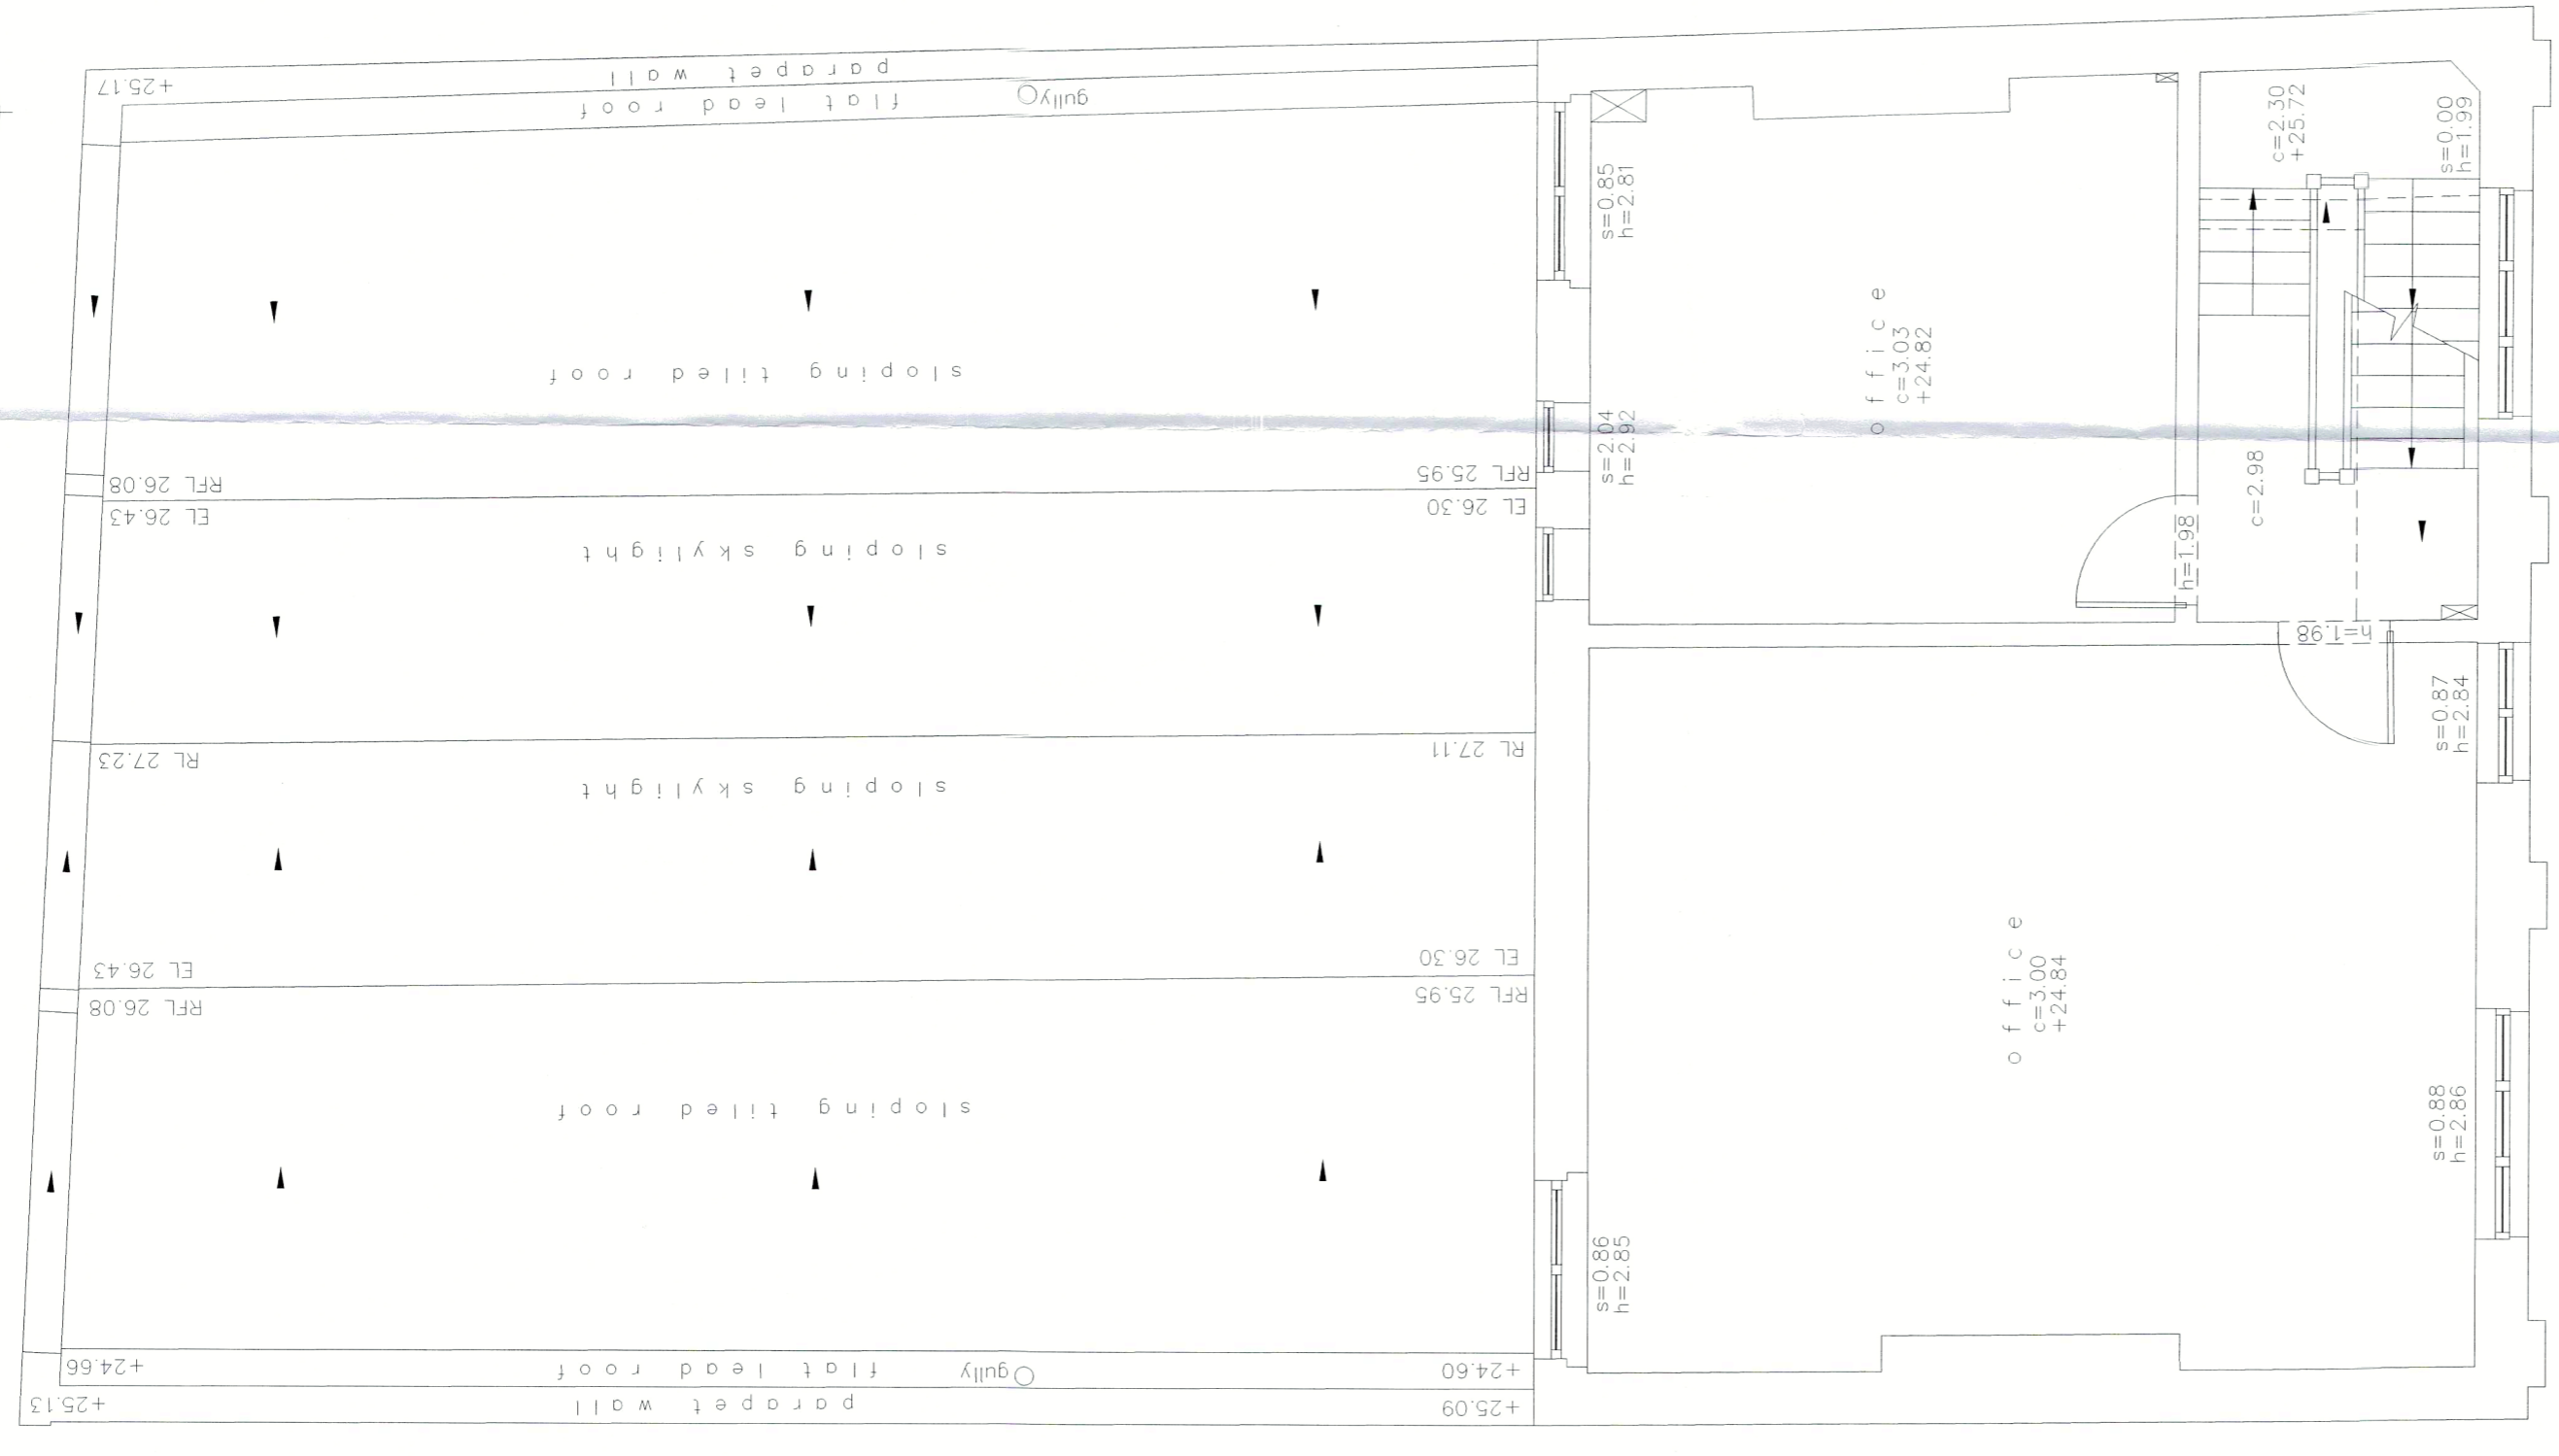 +25.17
parapet wall
flat lead roof
gully
sloping tiled roof
RFL 26.08
RFL 25.95
EL 26.43
EL 26.30
sloping skylight
RL 27.23
RL 27.11
sloping skylight
EL 26.43
EL 26.30
RFL 26.08
RFL 25.95
sloping tiled roof
+24.66
flat lead roof
gully
+24.60
+25.13
parapet wall
+25.09
s=0.85
h=2.81
s=2.04
h=2.92
office
c=3.03
+24.82
c=2.30
+25.72
s=0.00
h=1.99
c=2.98
h=1.98
h=1.98
s=0.87
h=2.84
office
c=3.00
+24.84
s=0.88
h=2.86
s=0.86
h=2.85